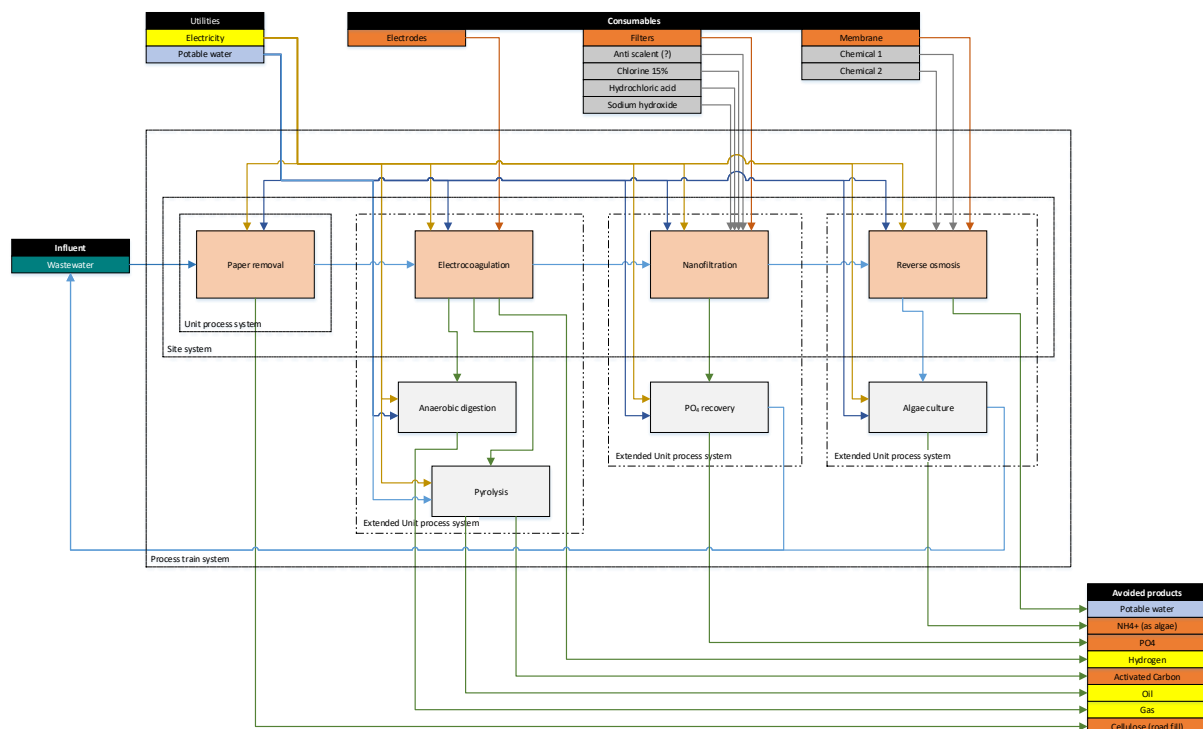 Utilities
Electricity
Potable water
Consumables
Electrodes
Filters
Anti scalent (?)
Chlorine 15%
Hydrochloric acid
Sodium hydroxide
Membrane
Chemical 1
Chemical 2
Influent
Wastewater
Paper removal
Electrocoagulation
Nanofiltration
Reverse osmosis
Unit process system
Site system
Anaerobic digestion
PO₄ recovery
Algae culture
Extended Unit process system
Extended Unit process system
Pyrolysis
Extended Unit process system
Process train system
Avoided products
Potable water
NH4+ (as algae)
PO4
Hydrogen
Activated Carbon
Oil
Gas
Cellulose (road fill)